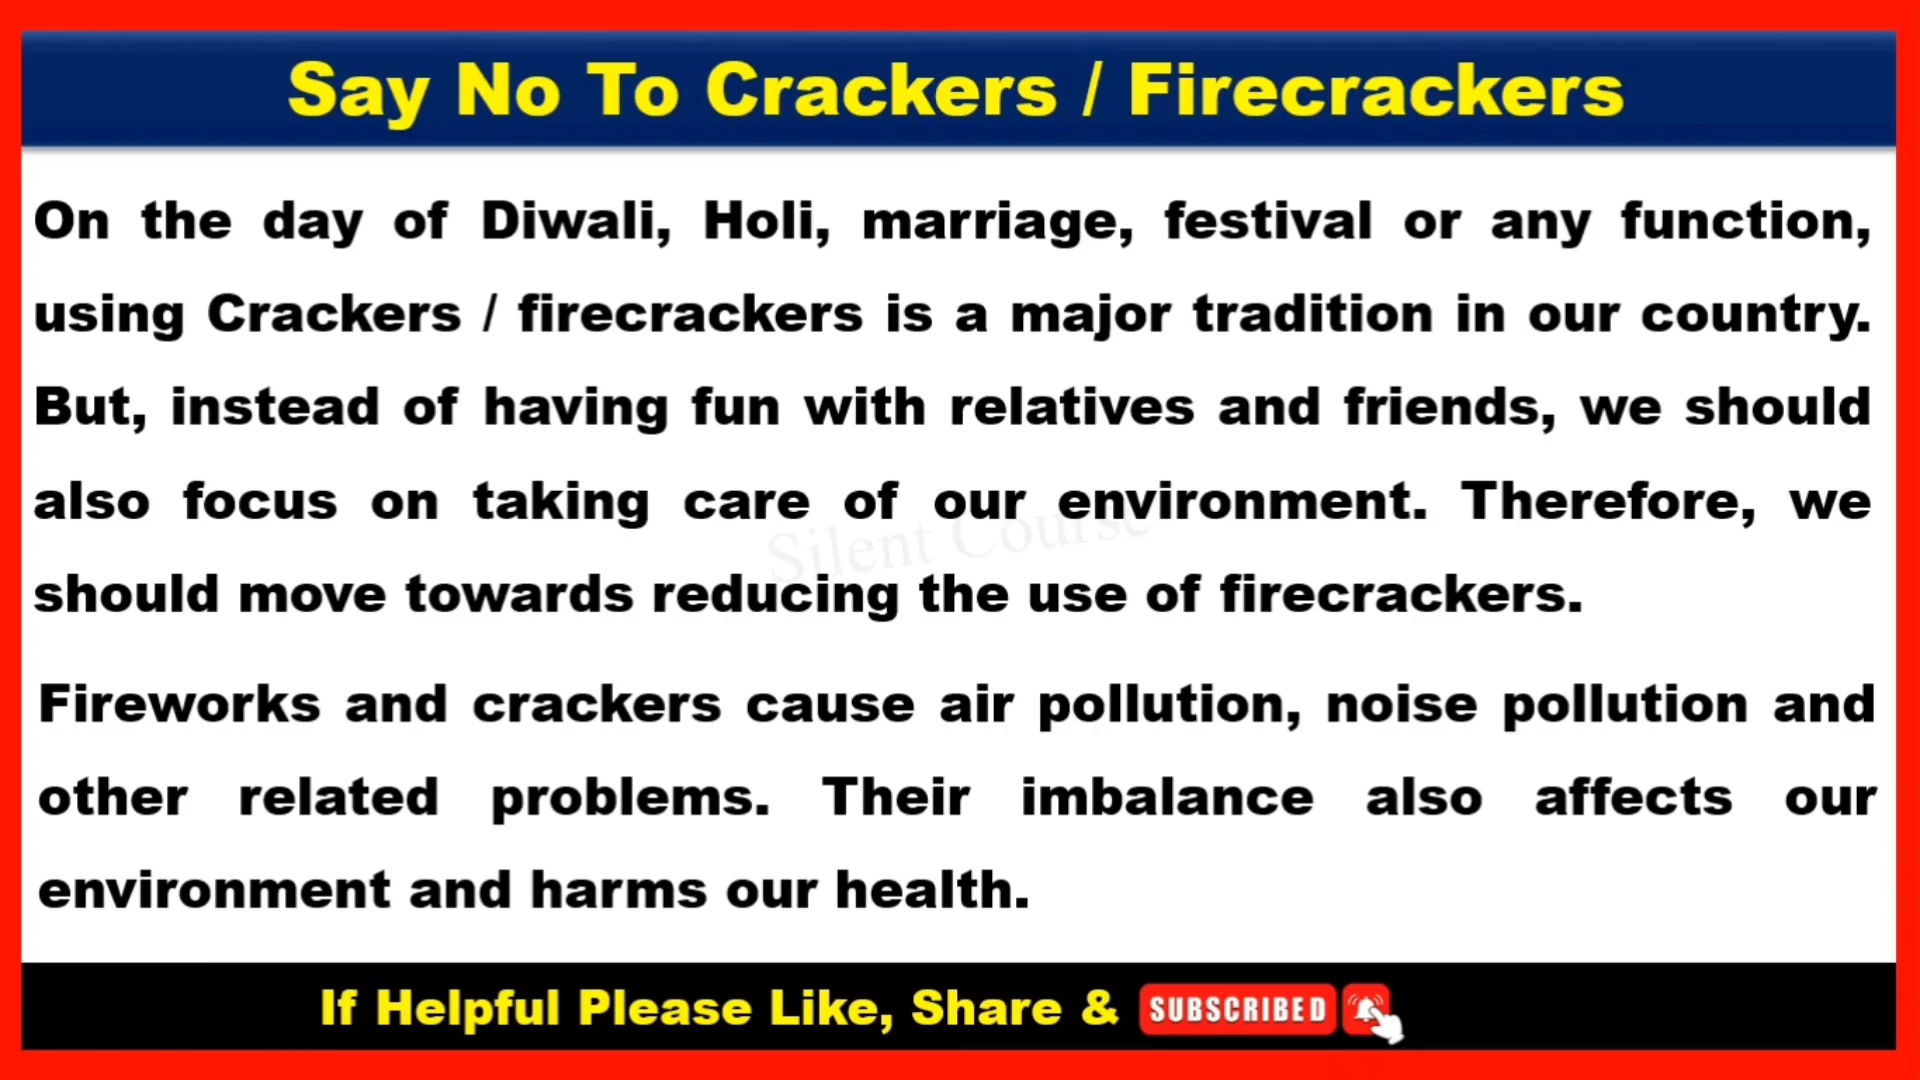 Say No To Crackers / Firecrackers
On the day of Diwali, Holi, marriage, festival or any function,
using Crackers / firecrackers is a major tradition in our country.
But, instead of having fun with relatives and friends, we should
also focus on taking care of our environment. Therefore, we
Silent Course
should move towards reducing the use of firecrackers.
Fireworks and crackers cause air pollution, noise pollution and
other related problems. Their imbalance also affects our
environment and harms our health.
If Helpful Please Like, Share & SUBSCRIBED